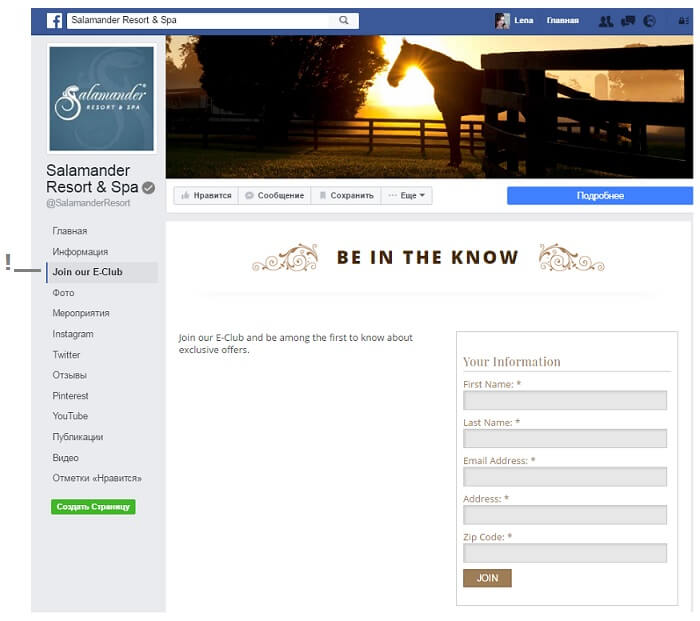 Salamander Resort & Spa
Lena
Главная
Salamander
RESORT & SPA
Salamander
Resort & Spa
@SalamanderResort
Нравится
Сообщение
Сохранить
Еще
Подробнее
Главная
Информация
!
Join our E-Club
Фото
Мероприятия
Instagram
Twitter
Отзывы
Pinterest
YouTube
Публикации
Видео
Отметки «Нравится»
Создать Страницу
BE IN THE KNOW
Join our E-Club and be among the first to know about
exclusive offers.
Your Information
First Name: *
Last Name: *
Email Address: *
Address: *
Zip Code: *
JOIN